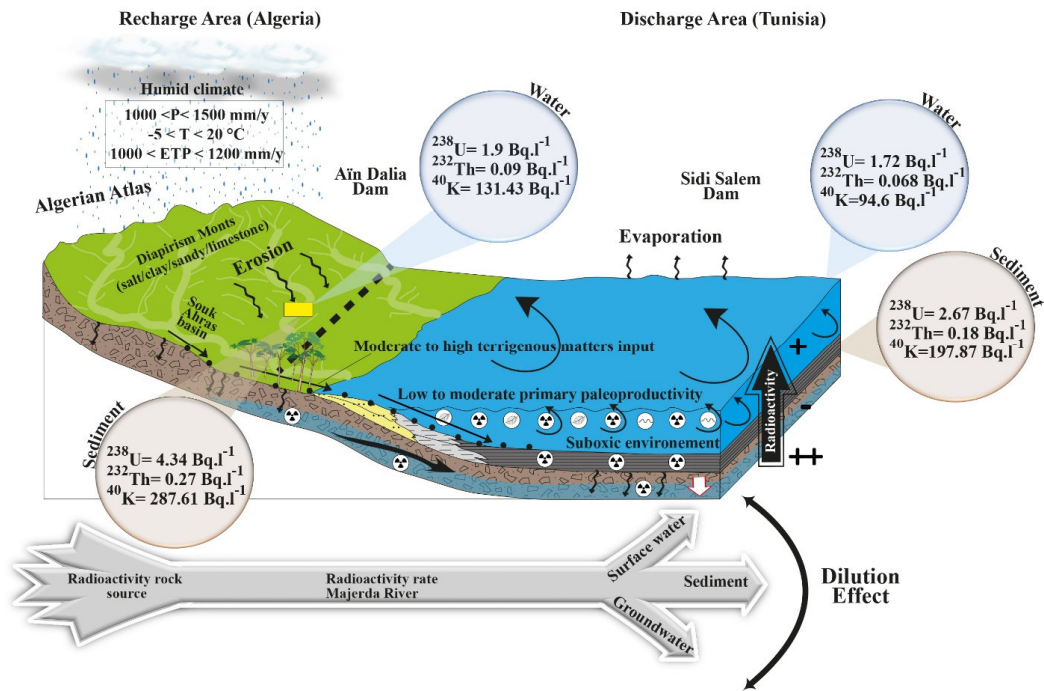 Recharge Area (Algeria)
Discharge Area (Tunisia)
Humid climate
1000 <P< 1500 mm/y
-5 < T < 20 °C
1000 < ETP < 1200 mm/y
Water
²³⁸U= 1.9 Bq.l⁻¹
²³²Th= 0.09 Bq.l⁻¹
⁴⁰K= 131.43 Bq.l⁻¹
Water
²³⁸U= 1.72 Bq.l⁻¹
²³²Th= 0.068 Bq.l⁻¹
⁴⁰K=94.6 Bq.l⁻¹
Algerian Atlas
Aïn Dalia
Dam
Sidi Salem
Dam
Diapirism Monts
(salt/clay/sandy/limestone)
Erosion
Evaporation
Sediment
²³⁸U= 2.67 Bq.l⁻¹
²³²Th= 0.18 Bq.l⁻¹
⁴⁰K=197.87 Bq.l⁻¹
Souk
Ahras
basin
Moderate to high terrigenous matters input
+
Low to moderate primary paleoproductivity
-
Suboxic environement
Radioactivity
++
Sediment
²³⁸U= 4.34 Bq.l⁻¹
²³²Th= 0.27 Bq.l⁻¹
⁴⁰K= 287.61 Bq.l⁻¹
Radioactivity rock
source
Radioactivity rate
Majerda River
Surface water
Sediment
Groundwater
Dilution
Effect